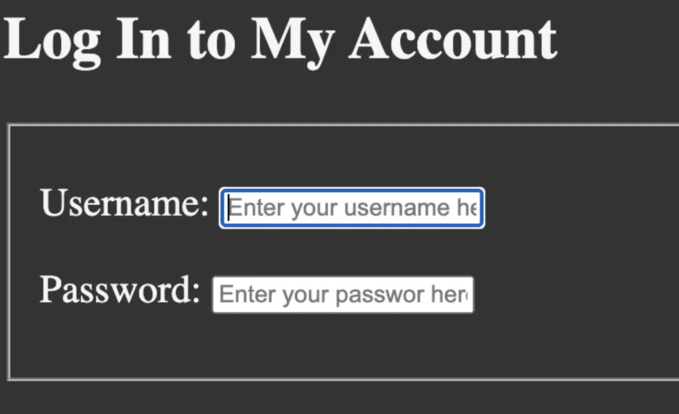 Log In to My Account
Username: Enter your username he
Password: Enter your passwor her